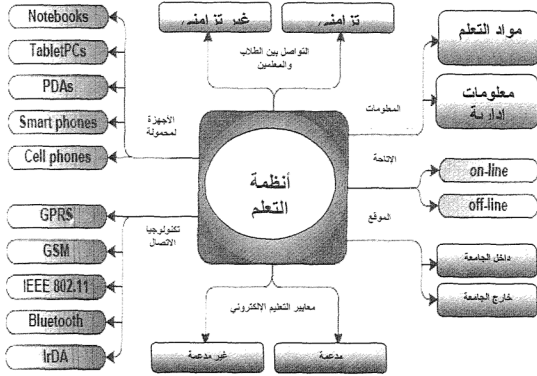 Notebooks
TabletPCs
PDAs
Smart phones
Cell phones
GPRS
GSM
IEEE 802.11
Bluetooth
IrDA
غير تزامني
تزامني
التواصل بين الطلاب
والمعلمين
الأجهزة
لمحمولة
تكنولوجيا
الاتصال
أنظمة
التعلم
المعلومات
مواد التعلم
معلومات
إدارية
الاتاحة
on-line
off-line
الموقع
داخل الجامعة
خارج الجامعة
معايير التعليم الالكتروني
غير مدعمة
مدعمة